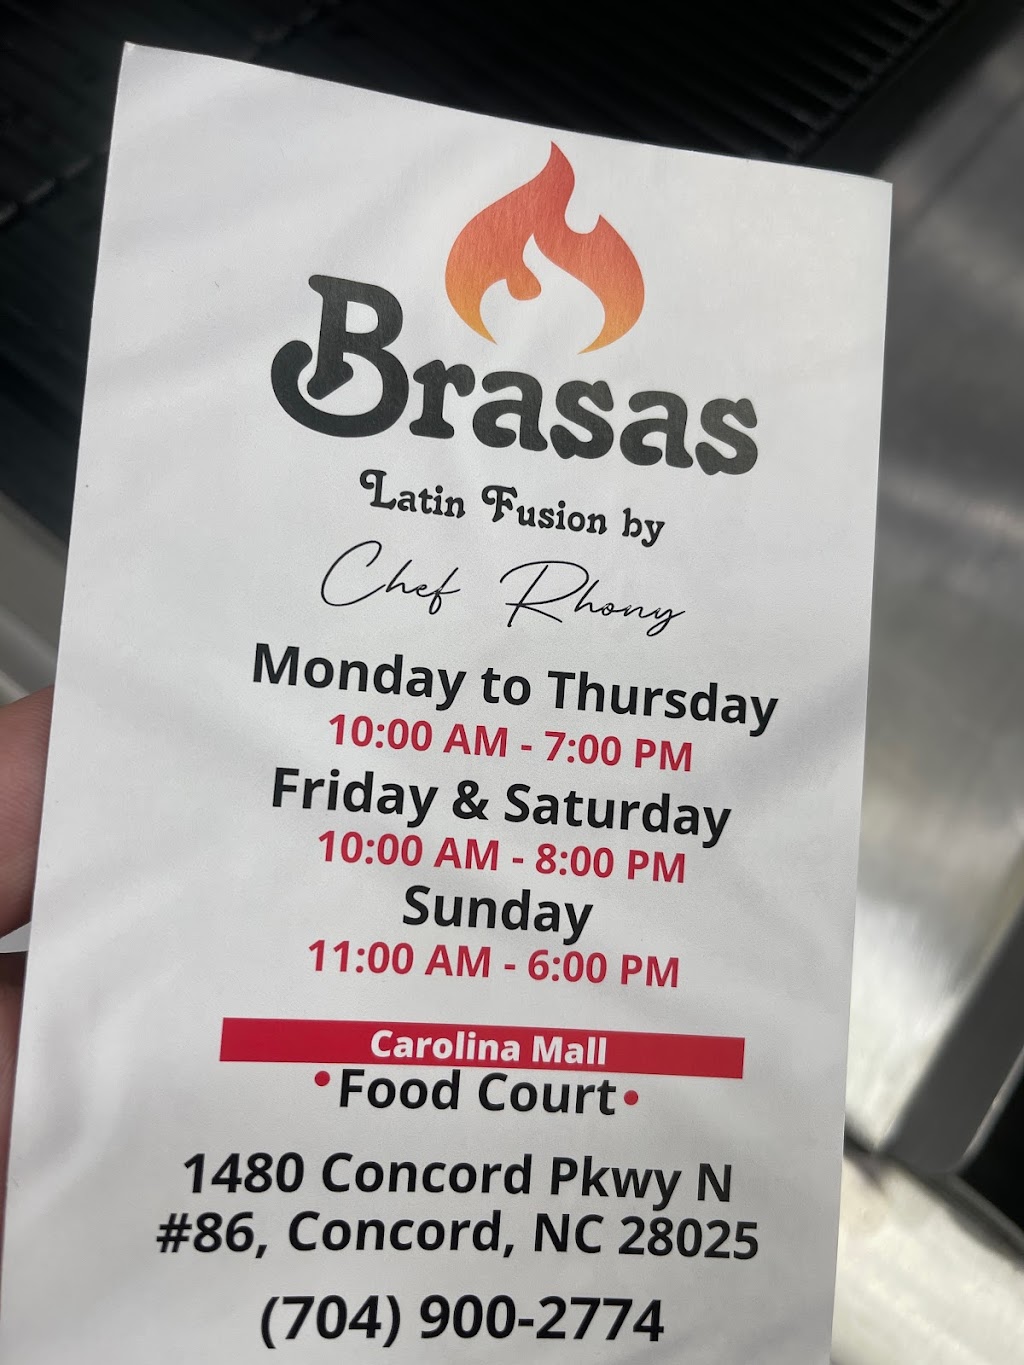 Brasas
Latin Fusion by
Chef Rhony
Monday to Thursday
10:00 AM - 7:00 PM
Friday & Saturday
10:00 AM - 8:00 PM
Sunday
11:00 AM - 6:00 PM
Carolina Mall
•Food Court•
1480 Concord Pkwy N
#86, Concord, NC 28025
(704) 900-2774